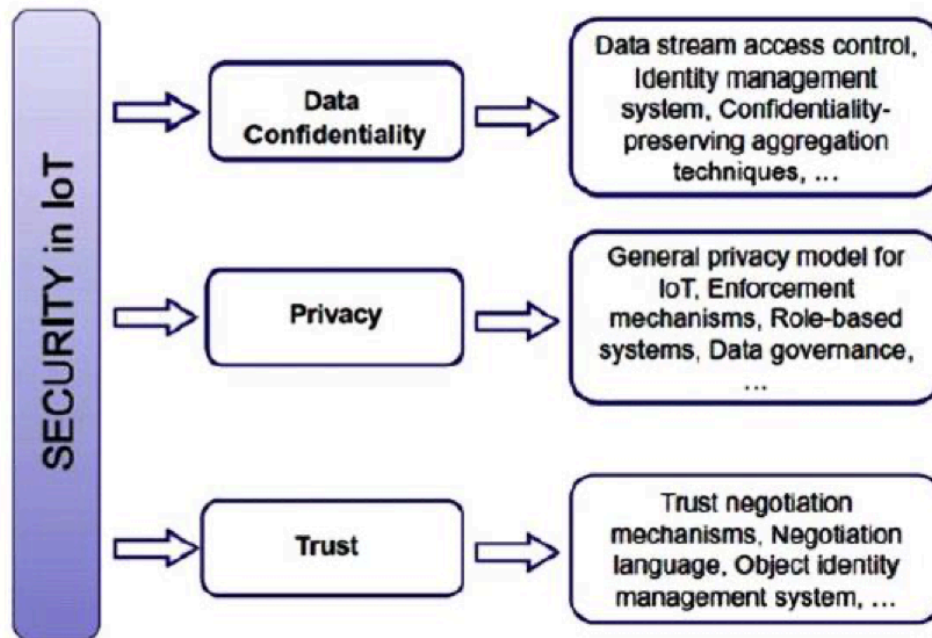 SECURITY in IoT
Data
Confidentiality
Data stream access control,
Identity management
system, Confidentiality-
preserving aggregation
techniques, ...
Privacy
General privacy model for
IoT, Enforcement
mechanisms, Role-based
systems, Data governance,
...
Trust
Trust negotiation
mechanisms, Negotiation
language, Object identity
management system, ...